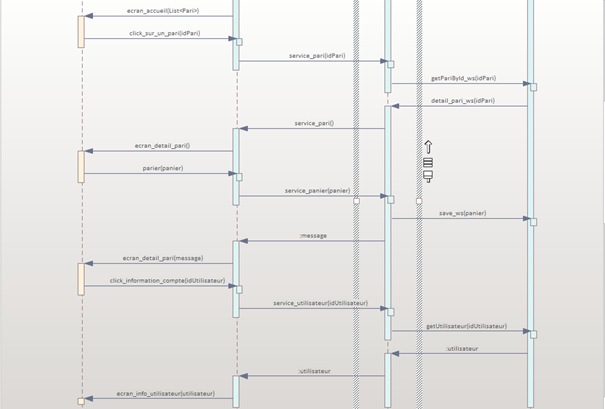 ecran_accueil(List<Pari>)
click_sur_un_pari(idPari)
service_pari(idPari)
getPariById_ws(idPari)
detail_pari_ws(idPari)
service_pari()
ecran_detail_pari()
parier(panier)
service_panier(panier)
save_ws(panier)
:message
ecran_detail_pari(message)
click_information_compte(idUtilisateur)
service_utilisateur(idUtilisateur)
getUtilisateur(idUtilisateur)
:utilisateur
:utilisateur
ecran_info_utilisateur(utilisateur)